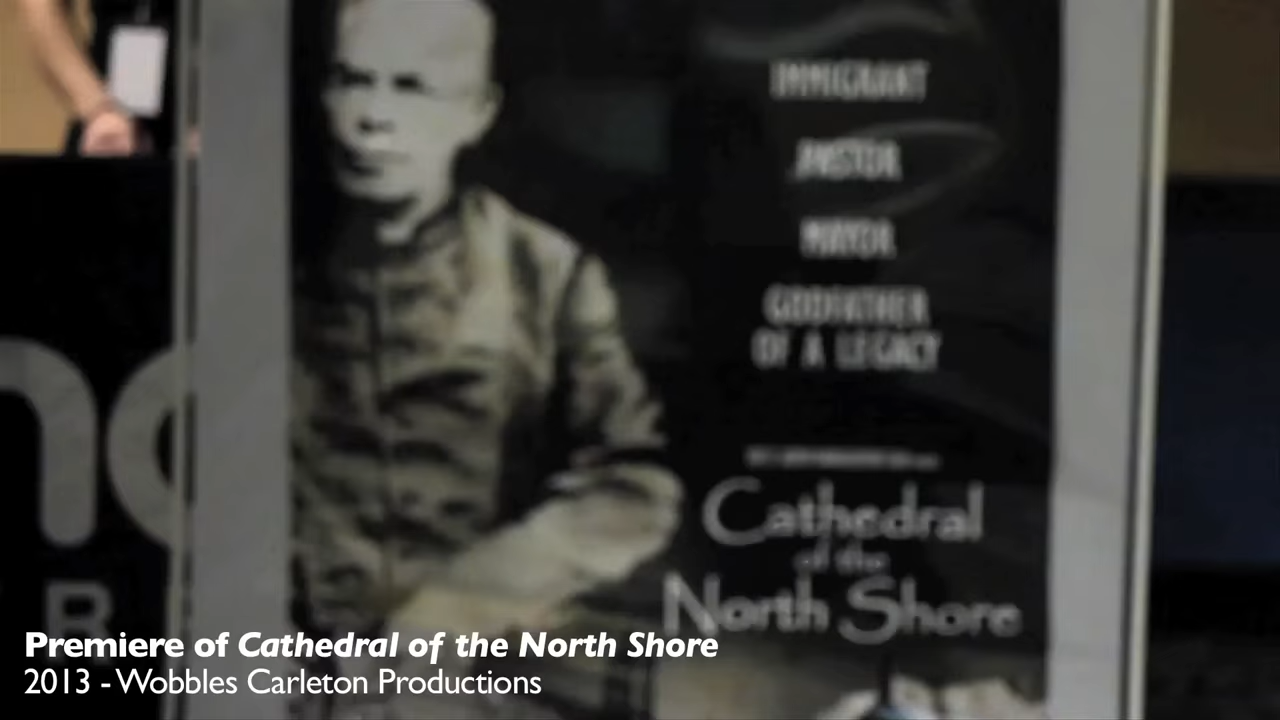 IMMIGRANT
PASTOR
MAYOR
GODFATHER
OF A LEGACY
Cathedral
of the
North Shore
Premiere of Cathedral of the North Shore
2013 - Wobbles Carleton Productions